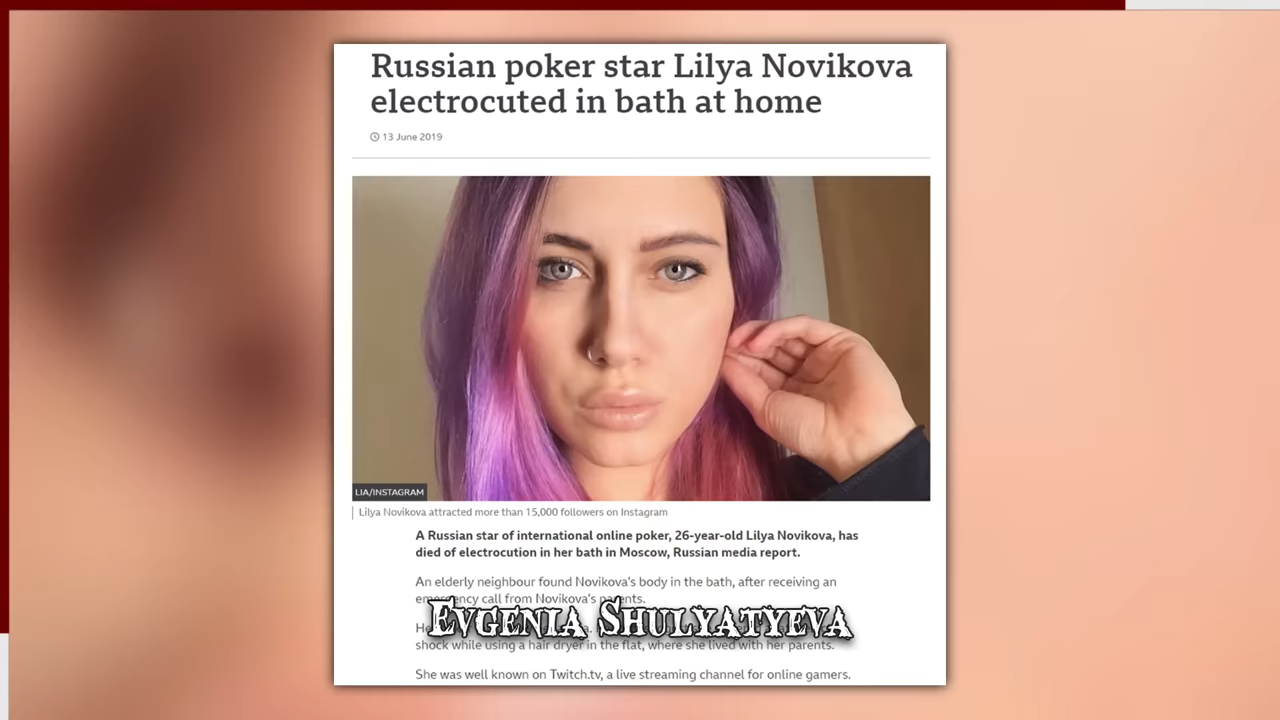 Russian poker star Lilya Novikova
electrocuted in bath at home
13 June 2019
LIA/INSTAGRAM
Lilya Novikova attracted more than 15,000 followers on Instagram
A Russian star of international online poker, 26-year-old Lilya Novikova, has
died of electrocution in her bath in Moscow, Russian media report.
An elderly neighbour found Novikova's body in the bath, after receiving an
emergency call from Novikova's parents.
Evgenia Shulyatyeva
shock while using a hair dryer in the flat, where she lived with her parents.
She was well known on Twitch.tv, a live streaming channel for online gamers.